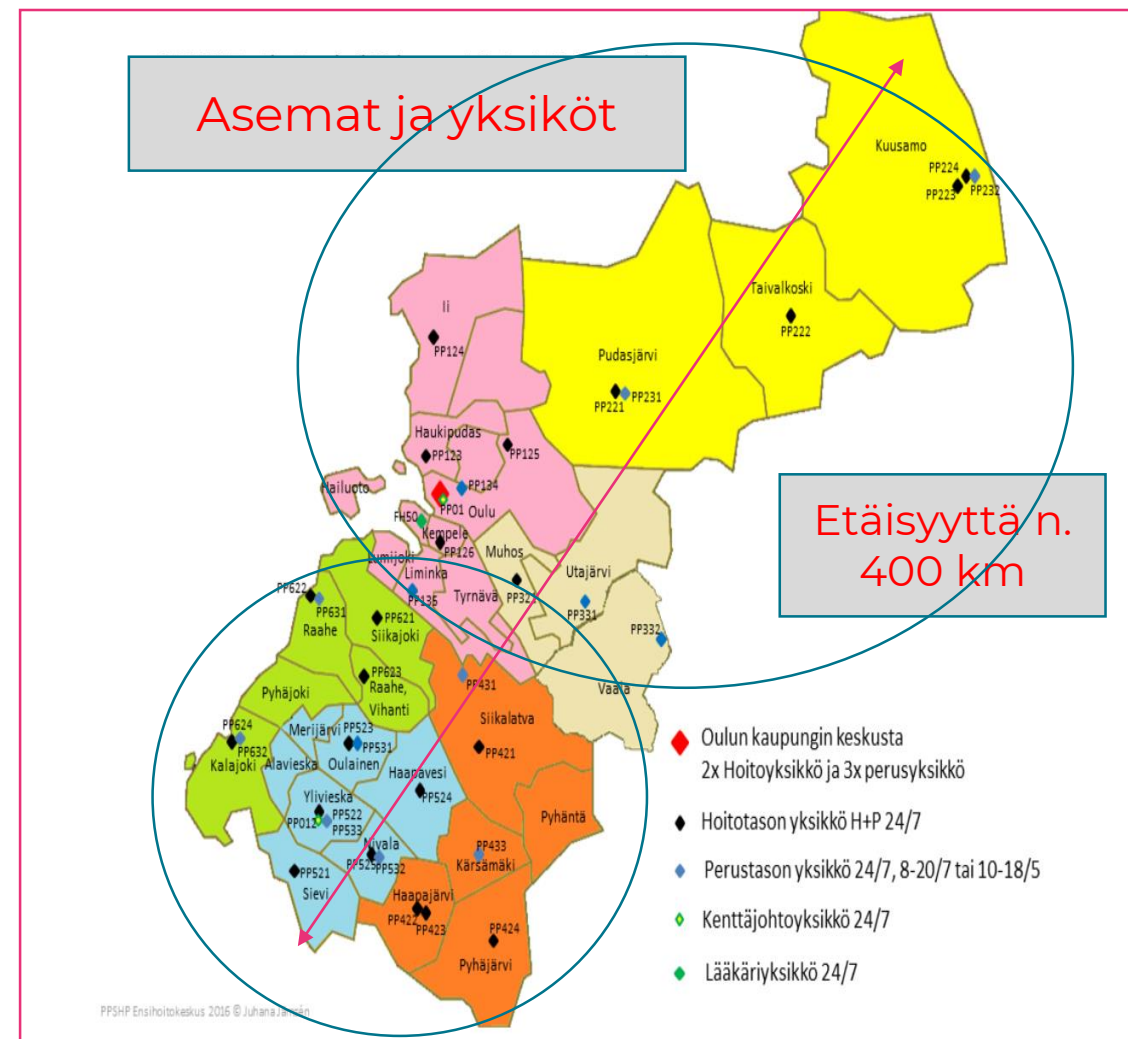 Asemat ja yksiköt
Kuusamo
PP224
PP223
PP232
Taivalkoski
PP222
Ii
PP124
Pudasjärvi
PP221
PP231
Haukipudas
PP123
PP125
Hailuoto
PP134
PP01
Oulu
FH50
Kempele
PP126
Etäisyyttä n.
400 km
Lumijoki
Liminka
PP135
Tyrnävä
Muhos
PP321
Utajärvi
PP331
PP332
Vaala
PP622
PP631
Raahe
PP621
Siikajoki
PP623
Raahe,
Vihanti
Pyhäjoki
PP431
Siikalatva
PP421
PP624
PP632
Kalajoki
Merijärvi
PP523
PP531
Oulainen
Alavieska
Haapavesi
PP524
Ylivieska
PP522
PP012
PP533
Pyhäntä
Nivala
PP525
PP532
PP433
Kärsämäki
PP521
Sievi
Haapajärvi
PP422
PP423
PP424
Pyhäjärvi
Oulun kaupungin keskusta
2x Hoitoyksikkö ja 3x perusyksikkö
Hoitotason yksikkö H+P 24/7
Perustason yksikkö 24/7, 8-20/7 tai 10-18/5
Kenttäjohtoyksikkö 24/7
Lääkäriyksikkö 24/7
PPSHP Ensihoitokeskus 2016 © Juhana Jansén